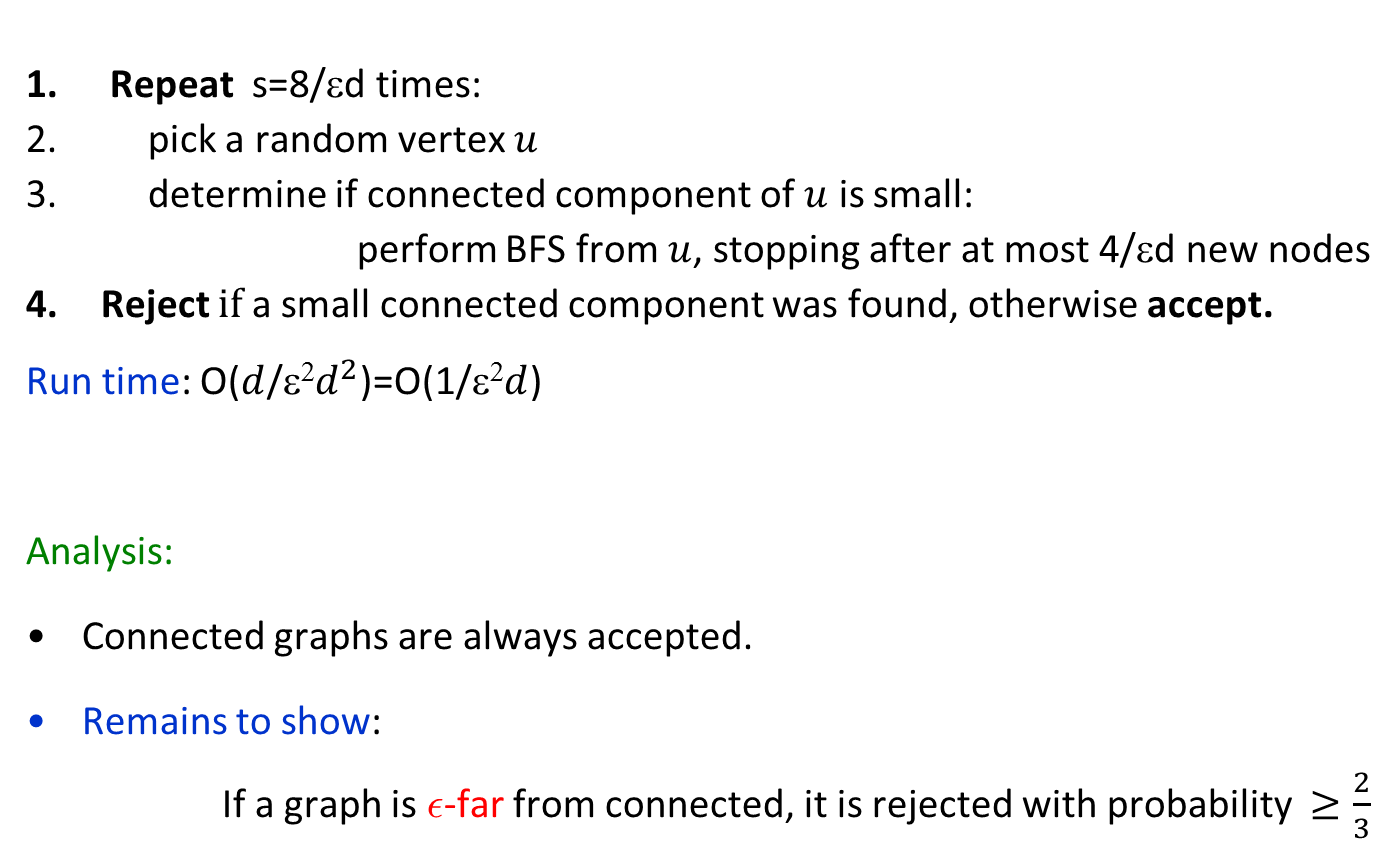 1. Repeat s=8/εd times:
2. pick a random vertex u
3. determine if connected component of u is small:
perform BFS from u, stopping after at most 4/εd new nodes
4. Reject if a small connected component was found, otherwise accept.
Run time: O(d/ε²d²)=O(1/ε²d)
Analysis:
• Connected graphs are always accepted.
• Remains to show:
If a graph is ϵ-far from connected, it is rejected with probability ≥ 2/3